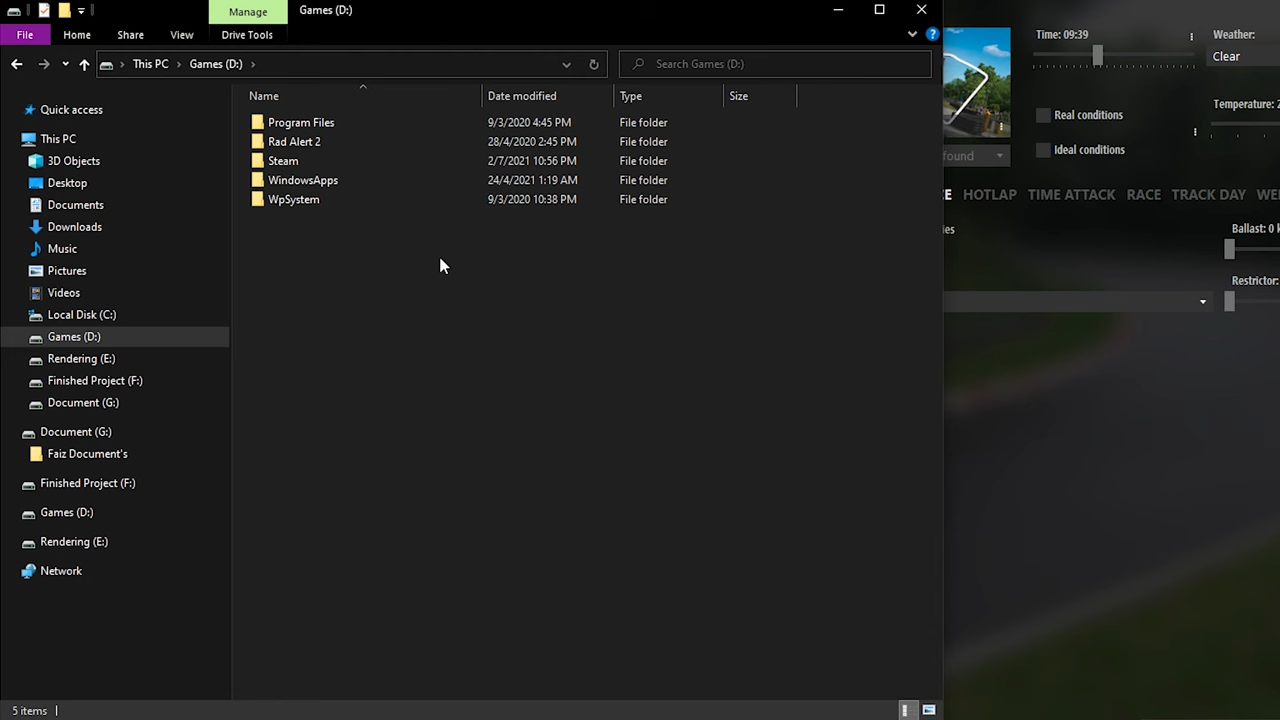 Manage
Games (D:)
File
Home
Share
View
Drive Tools
This PC
Games (D:)
Search Games (D:)
Name
Date modified
Type
Size
Program Files
9/3/2020 4:45 PM
File folder
Rad Alert 2
28/4/2020 2:45 PM
File folder
Steam
2/7/2021 10:56 PM
File folder
WindowsApps
24/4/2021 1:19 AM
File folder
WpSystem
9/3/2020 10:38 PM
File folder
Quick access
This PC
3D Objects
Desktop
Documents
Downloads
Music
Pictures
Videos
Local Disk (C:)
Games (D:)
Rendering (E:)
Finished Project (F:)
Document (G:)
Document (G:)
Faiz Document's
Finished Project (F:)
Games (D:)
Rendering (E:)
Network
5 items
Time: 09:39
Weather:
Clear
Real conditions
Temperature: 2
Ideal conditions
found
HOTLAP
TIME ATTACK
RACE
TRACK DAY
Ballast: 0
Restrictor: